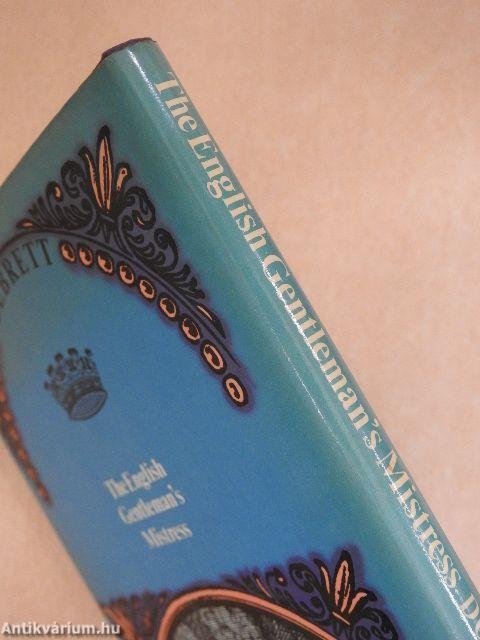 The English Gentleman's Mistress
BRETT
The English
Gentleman's
Mistress
Antikvárium.hu